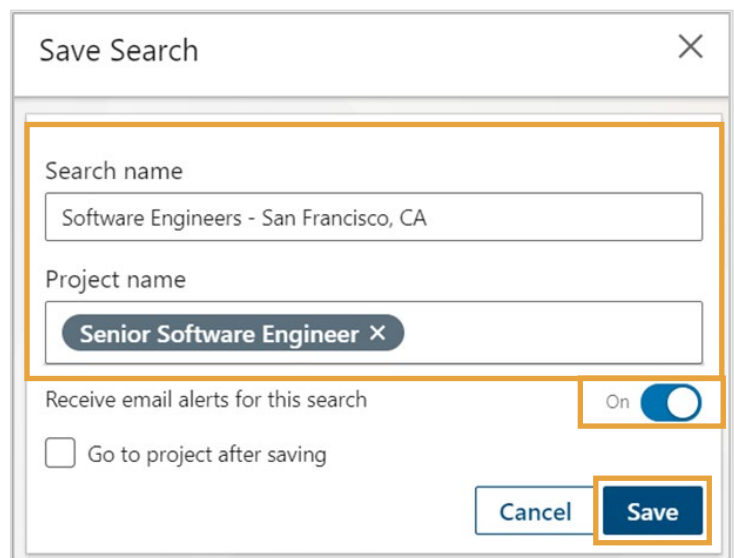 Save Search
Search name
Software Engineers - San Francisco, CA
Project name
Senior Software Engineer ×
Receive email alerts for this search
On
Go to project after saving
Cancel
Save